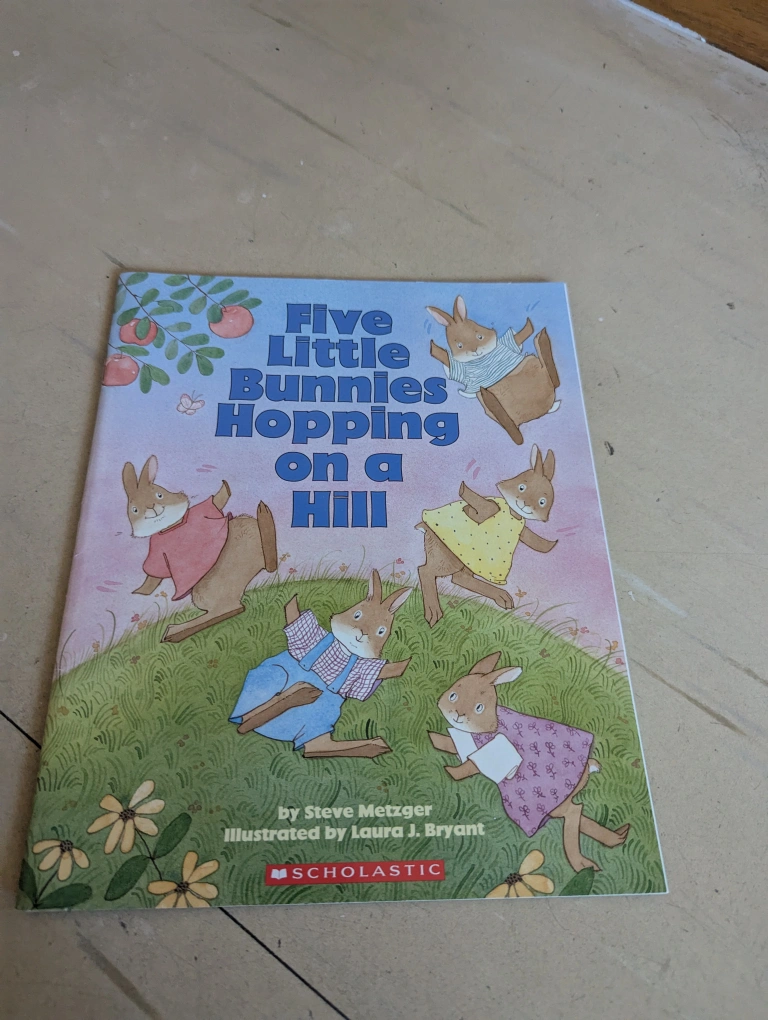 Five
Little
Bunnies
Hopping
on a
Hill
by Steve Metzger
Illustrated by Laura J. Bryant
SCHOLASTIC